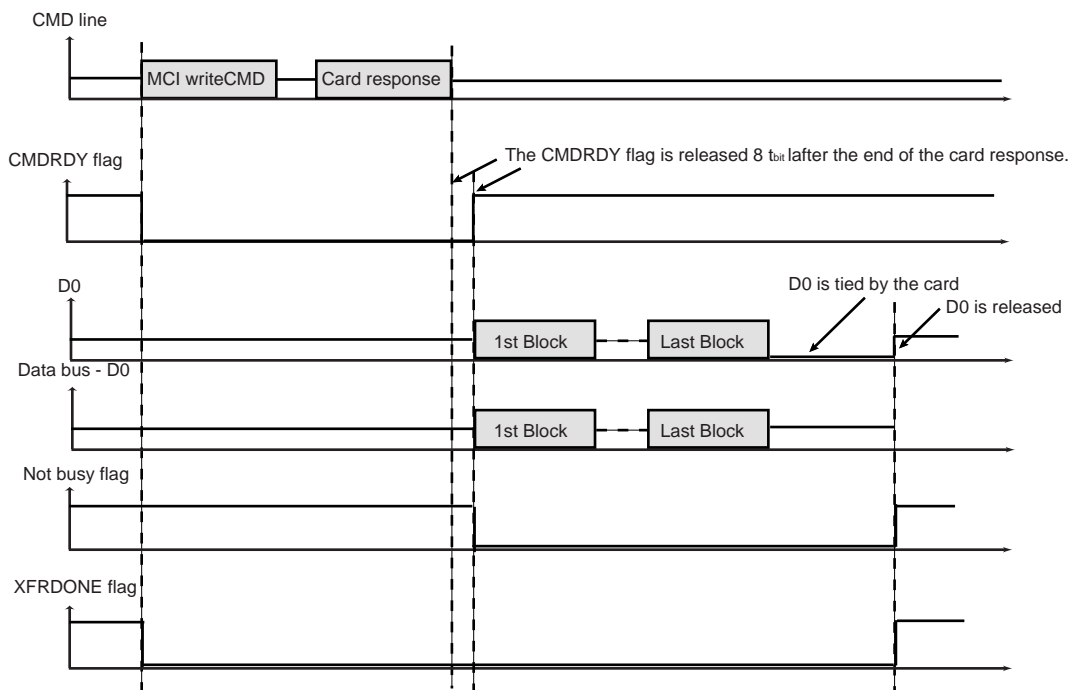 CMD line
MCI writeCMD
Card response
CMDRDY flag
The CMDRDY flag is released 8 tbit lafter the end of the card response.
D0
D0 is tied by the card
D0 is released
1st Block
Last Block
Data bus - D0
1st Block
Last Block
Not busy flag
XFRDONE flag